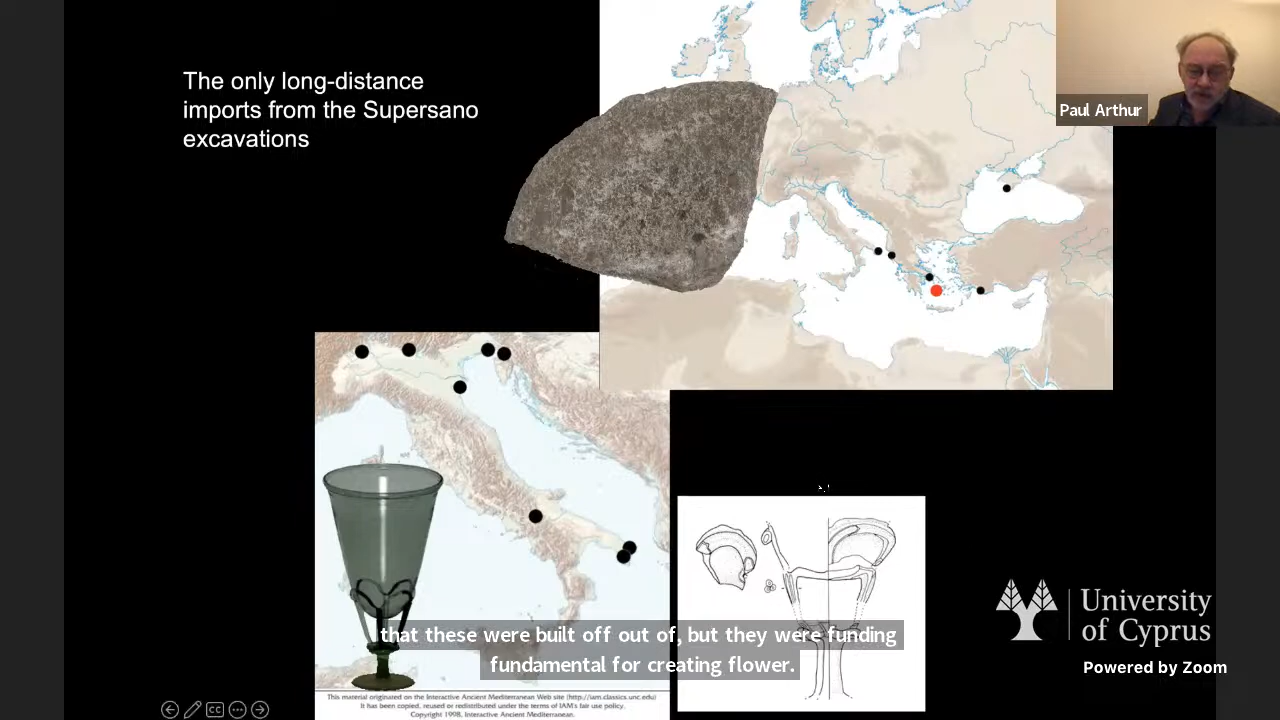 The only long-distance
imports from the Supersano
excavations
Paul Arthur
that these were built off out of, but they were funding
fundamental for creating flower.
This material originated on the Interactive Ancient Mediterranean Web site (http://iam.classics.unc.edu)
It has been copied, reused or redistributed under the terms of IAM's fair use policy.
Copyright 1998, Interactive Ancient Mediterranean.
University
of Cyprus
Powered by Zoom
CC